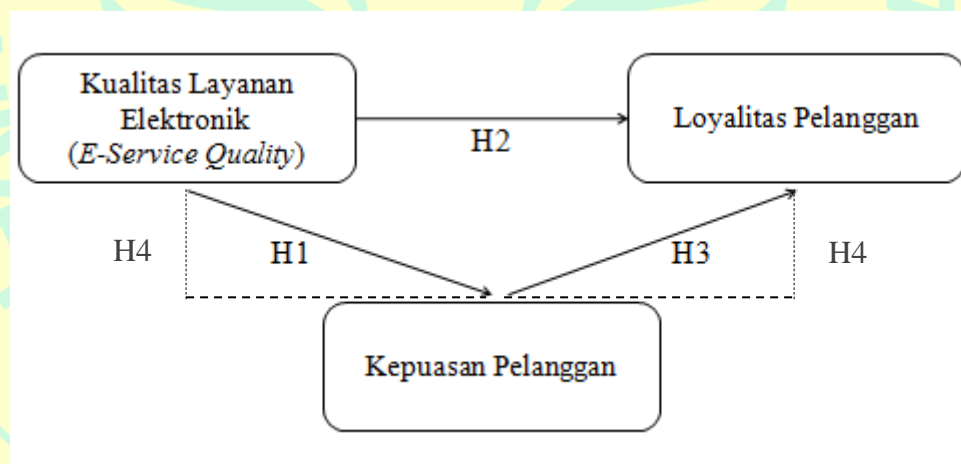 Kualitas Layanan
Elektronik
(E-Service Quality)
Loyalitas Pelanggan
H2
H4
H1
H3
H4
Kepuasan Pelanggan